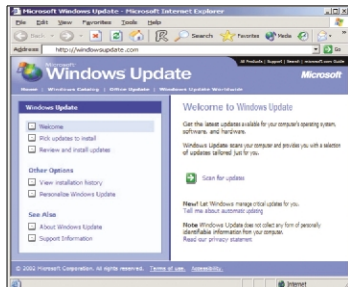 Microsoft Windows Update - Microsoft Internet Explorer
File Edit View Favorites Tools Help
Back Search Favorites Media
Address http://windowsupdate.com Go
All Products | Support | Search | microsoft.com Guide
Windows Update
Microsoft
Home | Windows Catalog | Office Update | Windows Update Worldwide
Windows Update
Welcome
Pick updates to install
Review and install updates
Other Options
View installation history
Personalize Windows Update
See Also
About Windows Update
Support Information
Welcome to Windows Update
Get the latest updates available for your computer's operating system,
software, and hardware.
Windows Update scans your computer and provides you with a selection
of updates tailored just for you.
Scan for updates
New! Let Windows manage critical updates for you.
Tell me about automatic updating
Note Windows Update does not collect any form of personally
identifiable information from your computer.
Read our privacy statement
© 2002 Microsoft Corporation. All rights reserved. Terms of use. Accessibility.
Internet